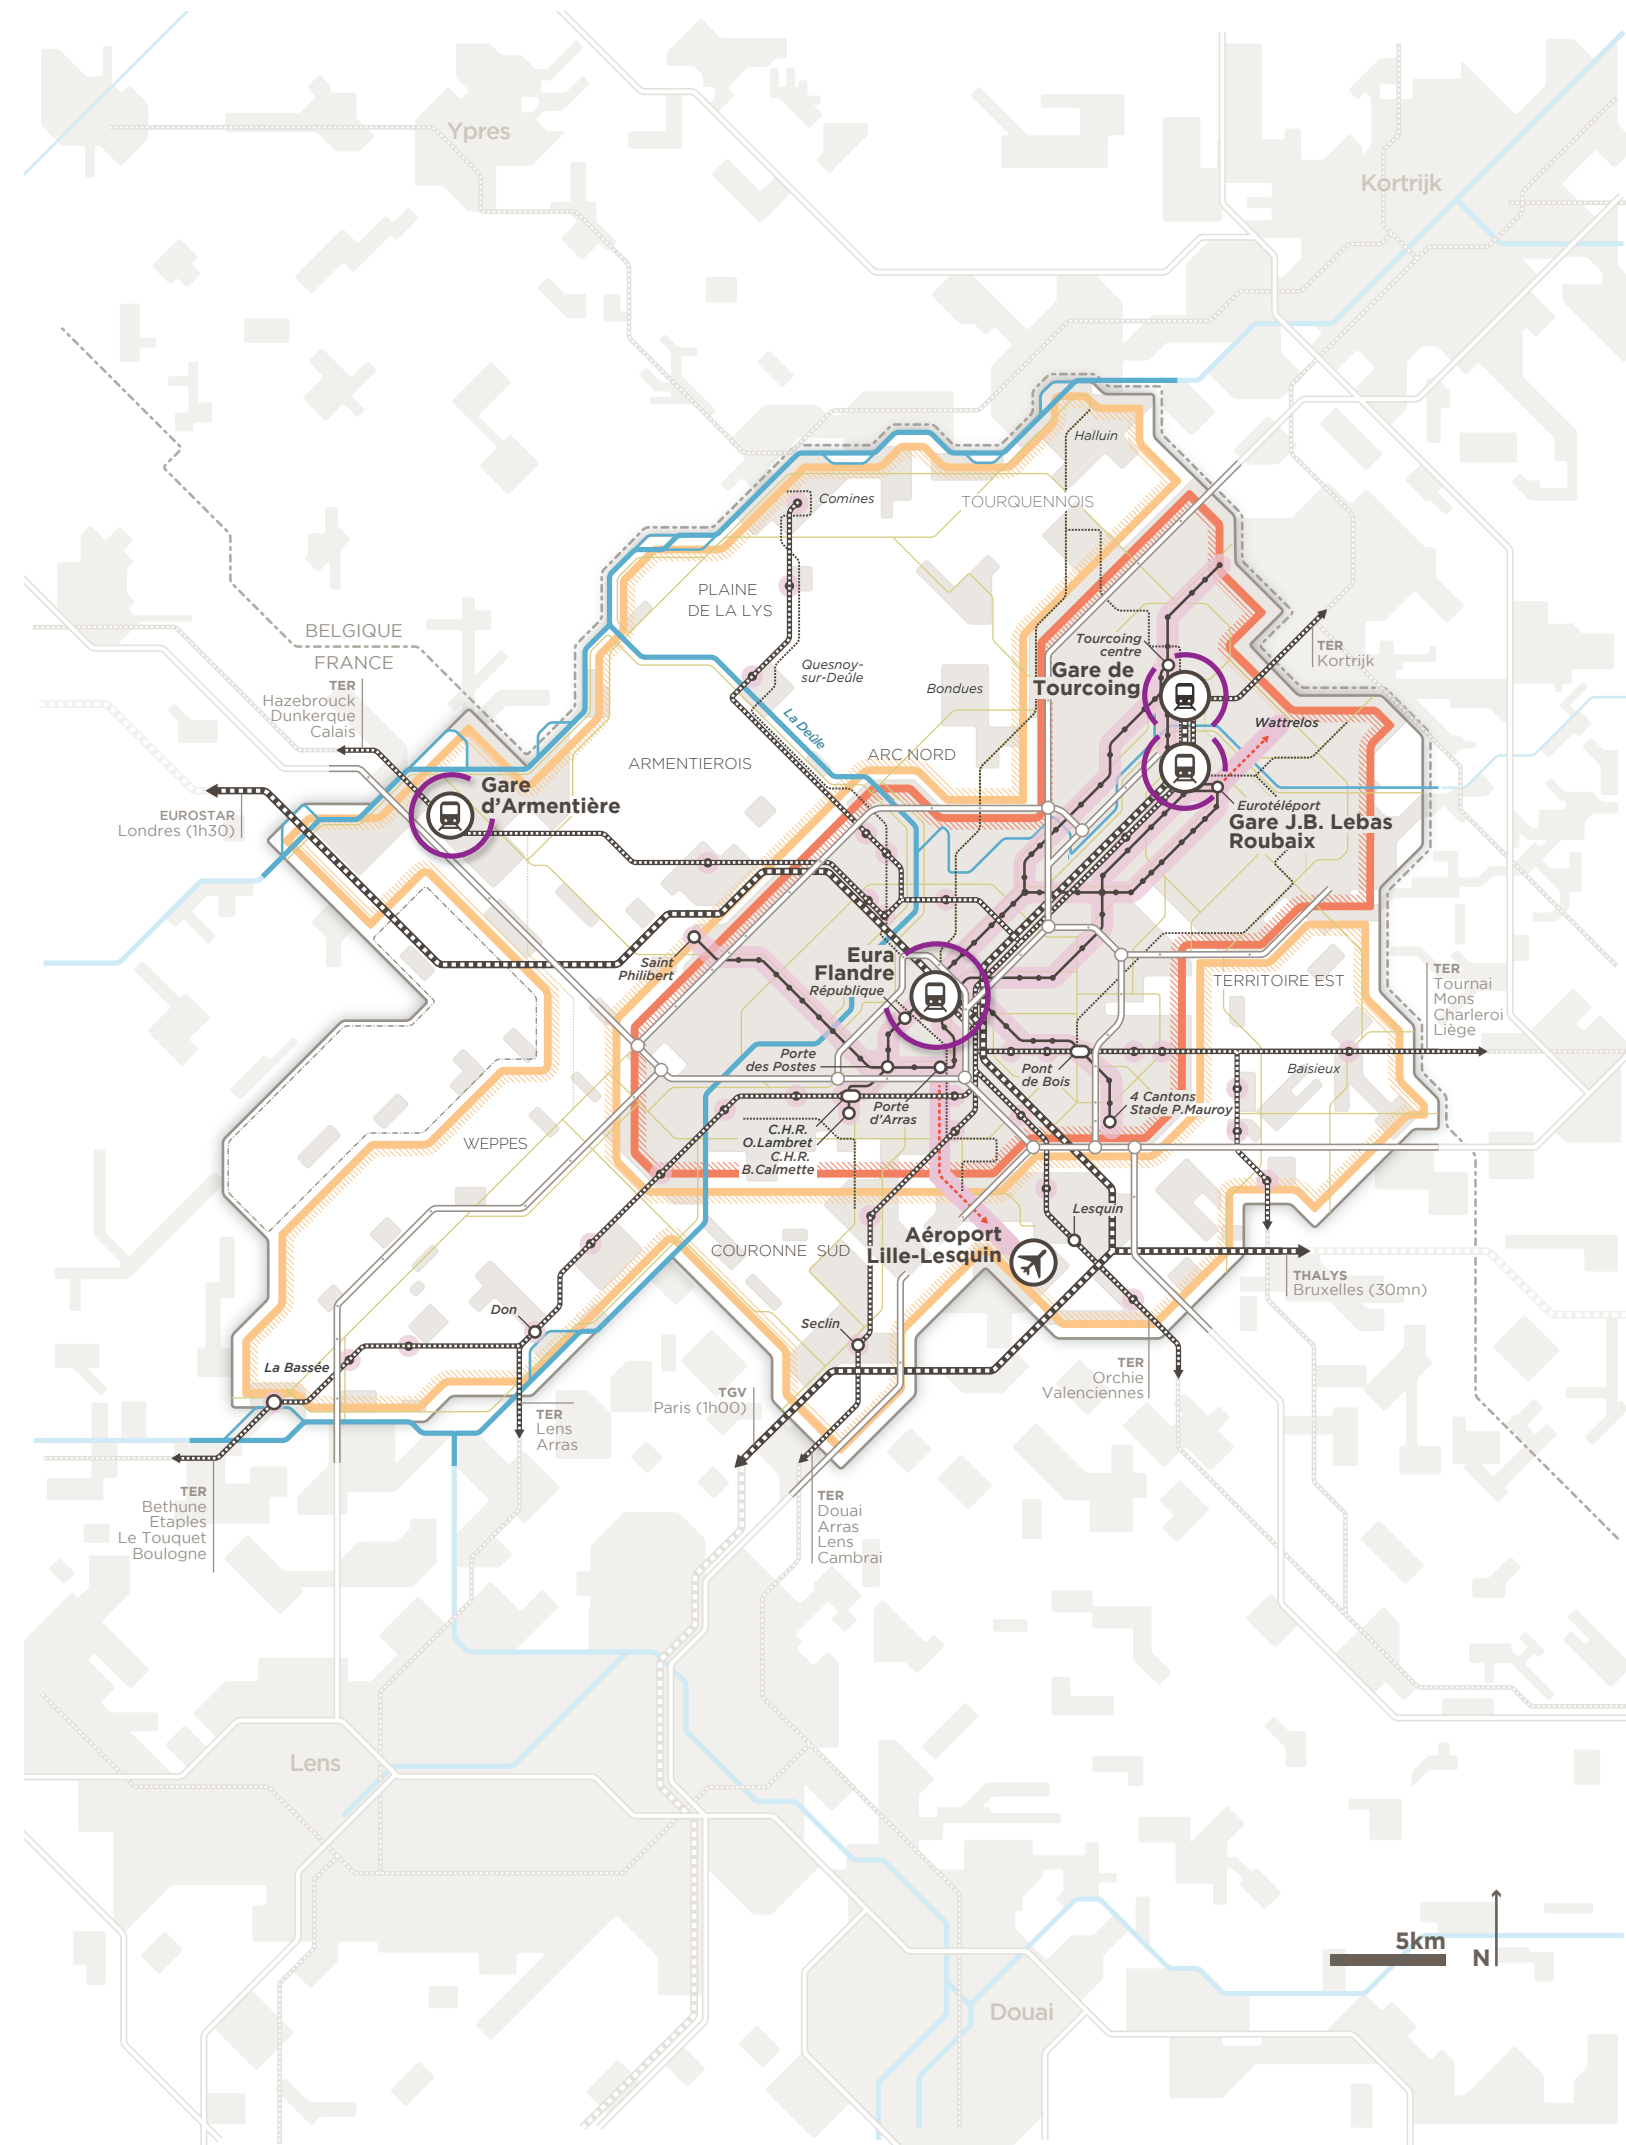 Ypres
Kortrijk
Halluin
TOURQUENNOIS
Comines
PLAINE
DE LA LYS
BELGIQUE
FRANCE
TER
Hazebrouck
Dunkerque
Calais
Quesnoy-
sur-Deûle
Bondues
Tourcoing
centre
Gare de
Tourcoing
TER
Kortrijk
Wattrelos
La Deûle
ARC NORD
ARMENTIEROIS
Gare
d'Armentière
EUROSTAR
Londres (1h30)
Eurotéléport
Gare J.B. Lebas
Roubaix
Saint
Philibert
Eura
Flandre
République
TERRITOIRE EST
TER
Tournai
Mons
Charleroi
Liège
Porte
des Postes
Pont
de Bois
Baisieux
4 Cantons
Stade P.Mauroy
Porte
d'Arras
C.H.R.
O.Lambret
C.H.R.
B.Calmette
WEPPES
Lesquin
COURONNE SUD
Aéroport
Lille-Lesquin
THALYS
Bruxelles (30mn)
Don
Seclin
La Bassée
TER
Orchie
Valenciennes
TGV
Paris (1h00)
TER
Lens
Arras
TER
Bethune
Etaples
Le Touquet
Boulogne
TER
Douai
Arras
Lens
Cambrai
Lens
5km
N
Douai